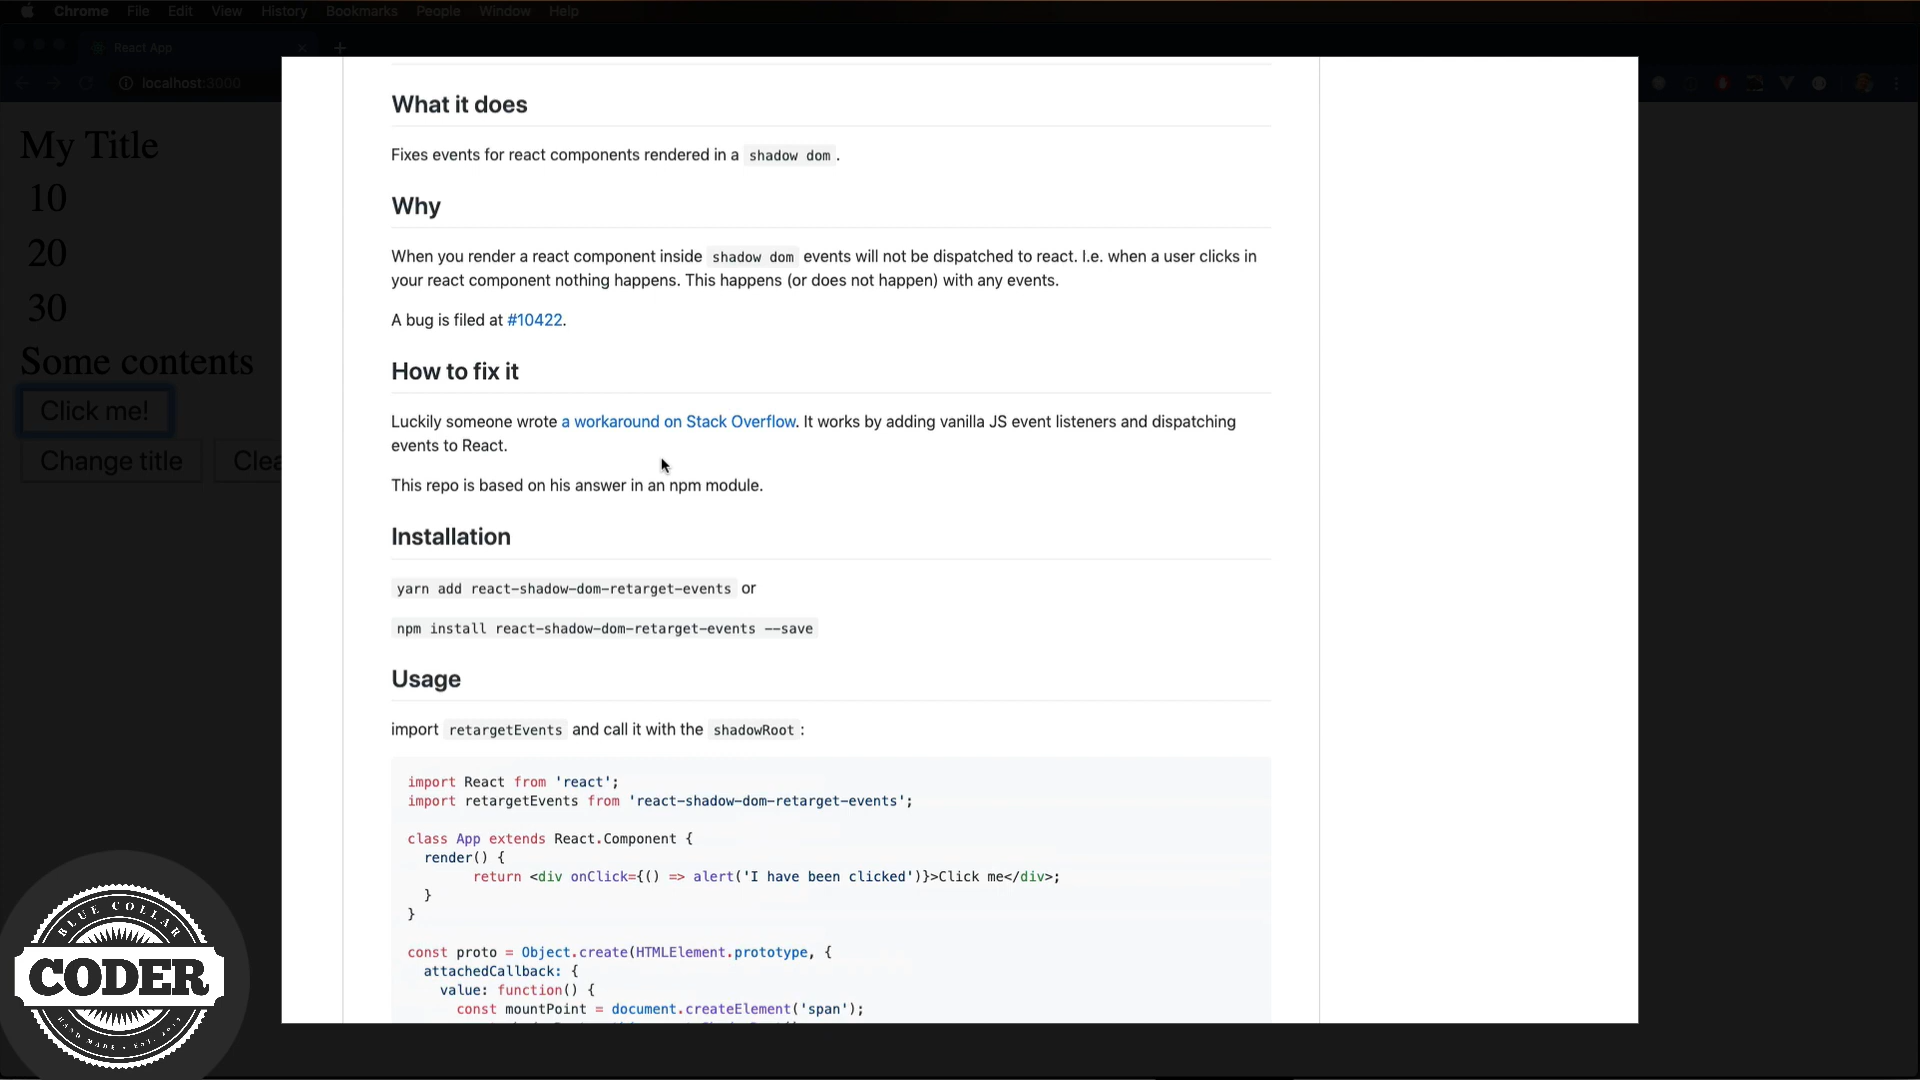 Chrome File Edit View History Bookmarks People Window Help
React App
localhost:3000
My Title
10
20
30
Some contents
Click me!
Change title Clea
What it does
Fixes events for react components rendered in a shadow dom .
Why
When you render a react component inside shadow dom events will not be dispatched to react. I.e. when a user clicks in
your react component nothing happens. This happens (or does not happen) with any events.
A bug is filed at #10422.
How to fix it
Luckily someone wrote a workaround on Stack Overflow. It works by adding vanilla JS event listeners and dispatching
events to React.
This repo is based on his answer in an npm module.
Installation
yarn add react-shadow-dom-retarget-events or
npm install react-shadow-dom-retarget-events --save
Usage
import retargetEvents and call it with the shadowRoot :
import React from 'react';
import retargetEvents from 'react-shadow-dom-retarget-events';
class App extends React.Component {
render() {
return <div onClick={() => alert('I have been clicked')}>Click me</div>;
}
}
const proto = Object.create(HTMLElement.prototype, {
attachedCallback: {
value: function() {
const mountPoint = document.createElement('span');
BLUE COLLAR
CODER
HAND MADE • EST. 2013